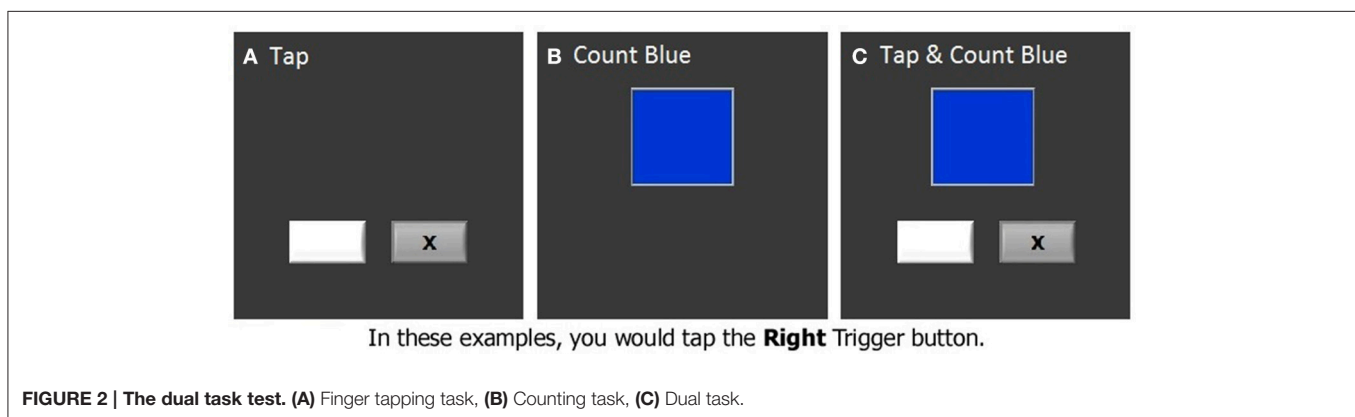 A Tap
B Count Blue
C Tap & Count Blue
X
X
In these examples, you would tap the Right Trigger button.
FIGURE 2 | The dual task test. (A) Finger tapping task, (B) Counting task, (C) Dual task.